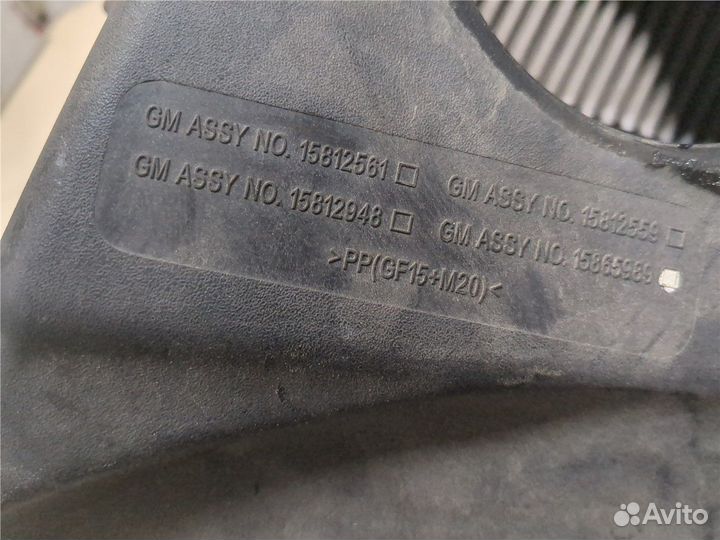 GM ASSY NO. 15812561 □ GM ASSY NO. 15812559 □
GM ASSY NO. 15812948 □ GM ASSY NO. 15865989 □
>PP(GF15+M20)<
Avito